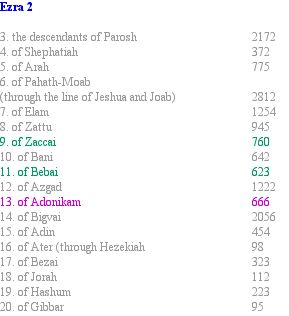 Ezra 2
3. the descendants of Parosh 2172
4. of Shephatiah 372
5. of Arah 775
6. of Pahath-Moab
(through the line of Jeshua and Joab) 2812
7. of Elam 1254
8. of Zattu 945
9. of Zaccai 760
10. of Bani 642
11. of Bebai 623
12. of Azgad 1222
13. of Adonikam 666
14. of Bigvai 2056
15. of Adin 454
16. of Ater (through Hezekiah 98
17. of Bezai 323
18. of Jorah 112
19. of Hashum 223
20. of Gibbar 95